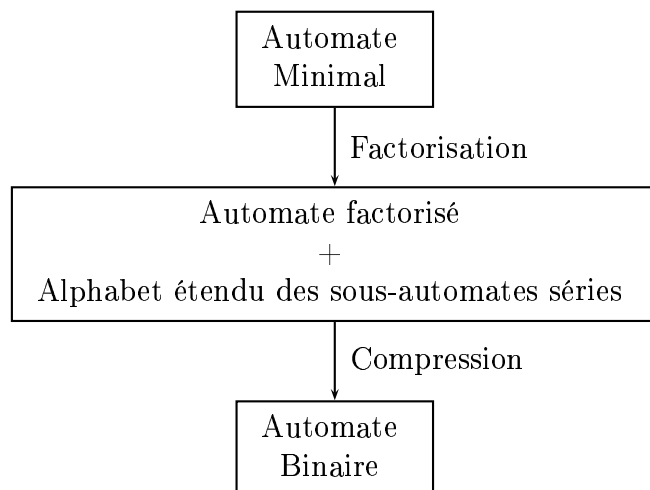 Automate
Minimal
Factorisation
Automate factorisé
+
Alphabet étendu des sous-automates séries
Compression
Automate
Binaire